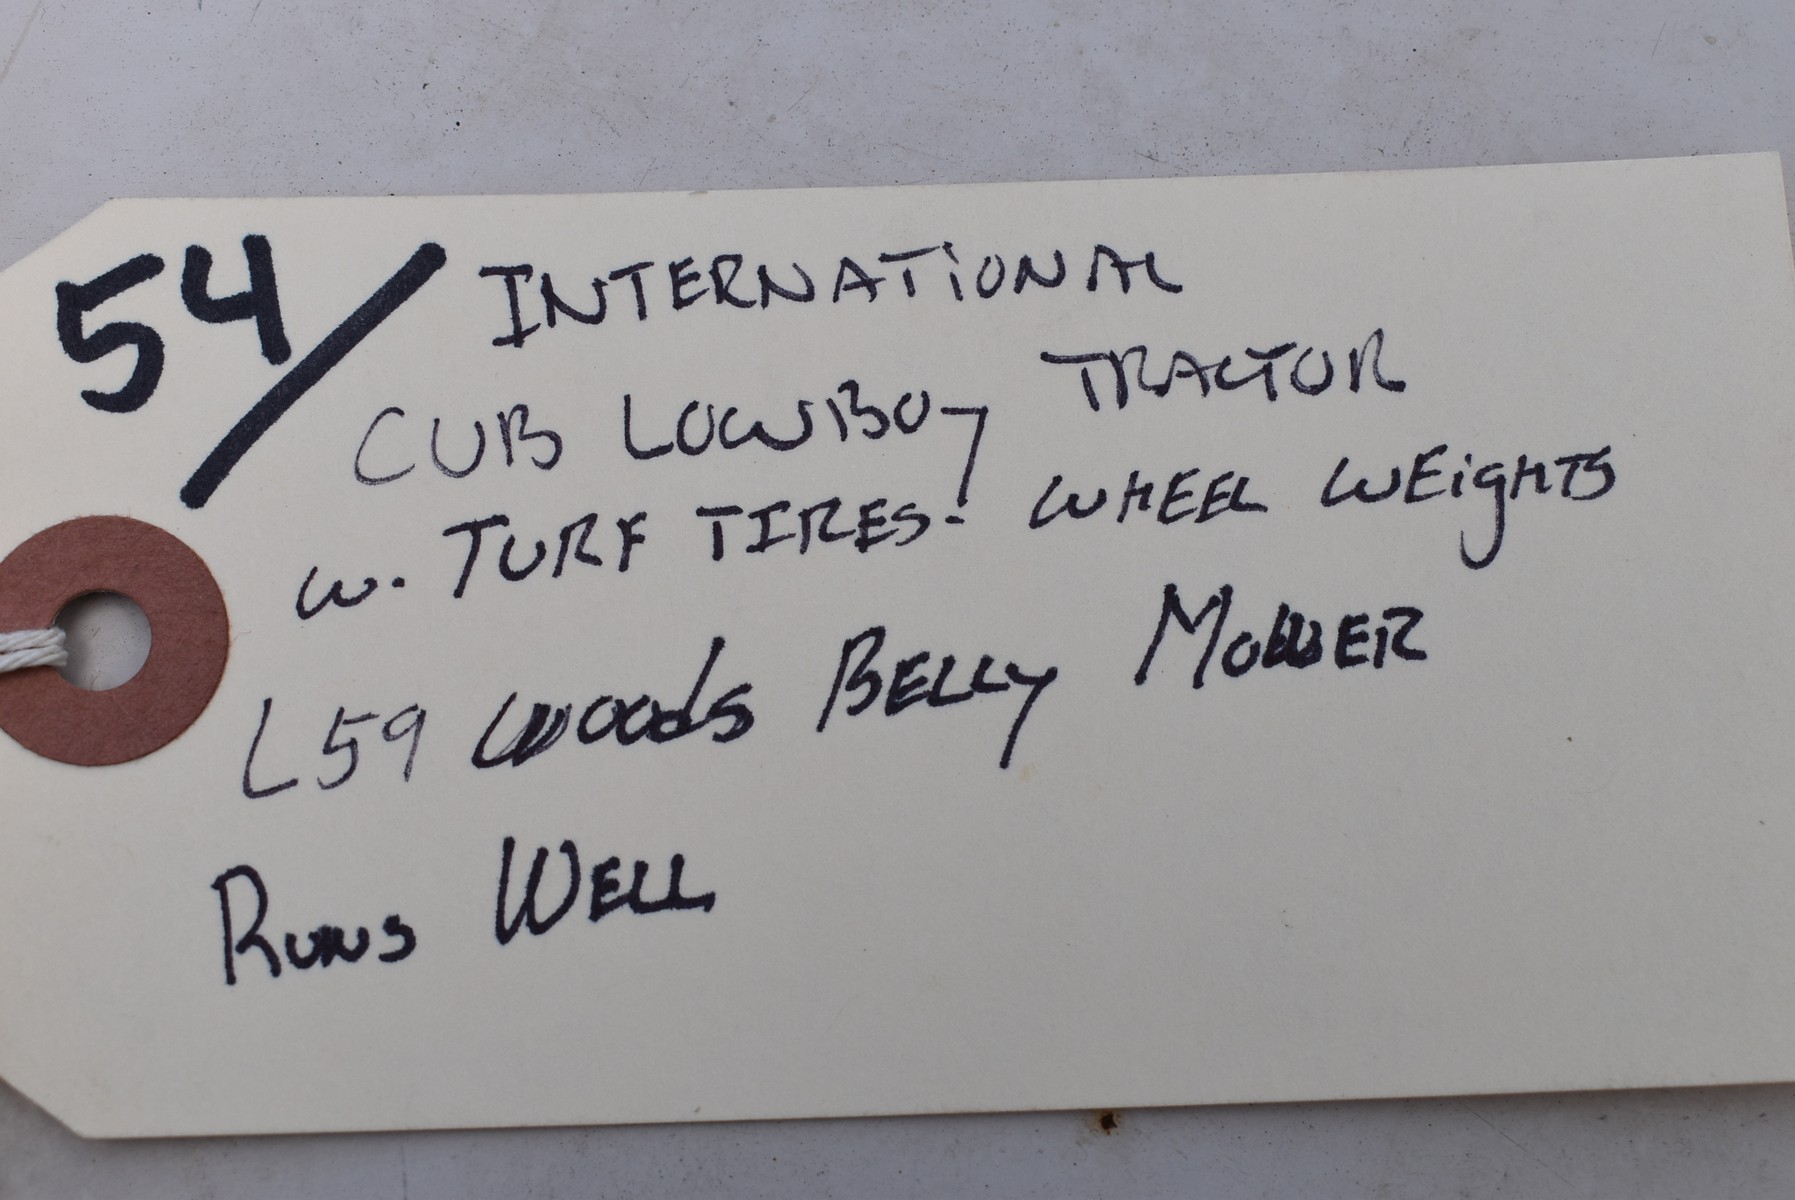 54/ INTERNATIONAL
CUB LOWBOY TRACTOR
W. TURF TIRES - WHEEL WEIGHTS
L59 WOODS BELLY MOWER
RUNS WELL